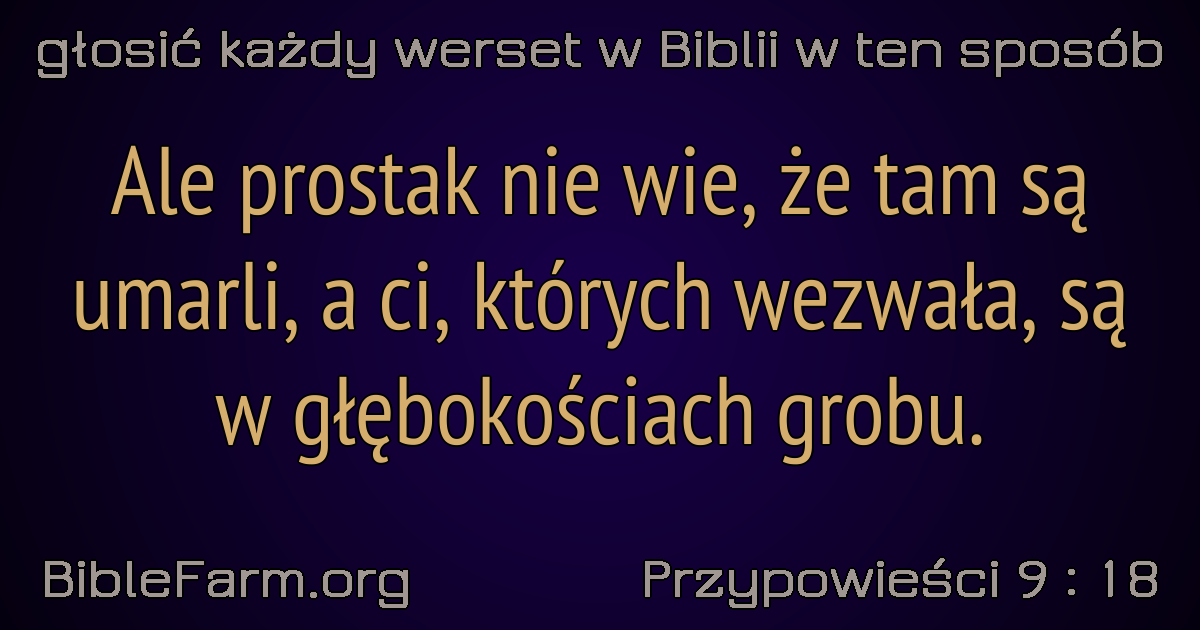 głosić każdy werset w Biblii w ten sposób
Ale prostak nie wie, że tam są
umarli, a ci, których wezwała, są
w głębokościach grobu.
BibleFarm.org
Przypowieści 9 : 18